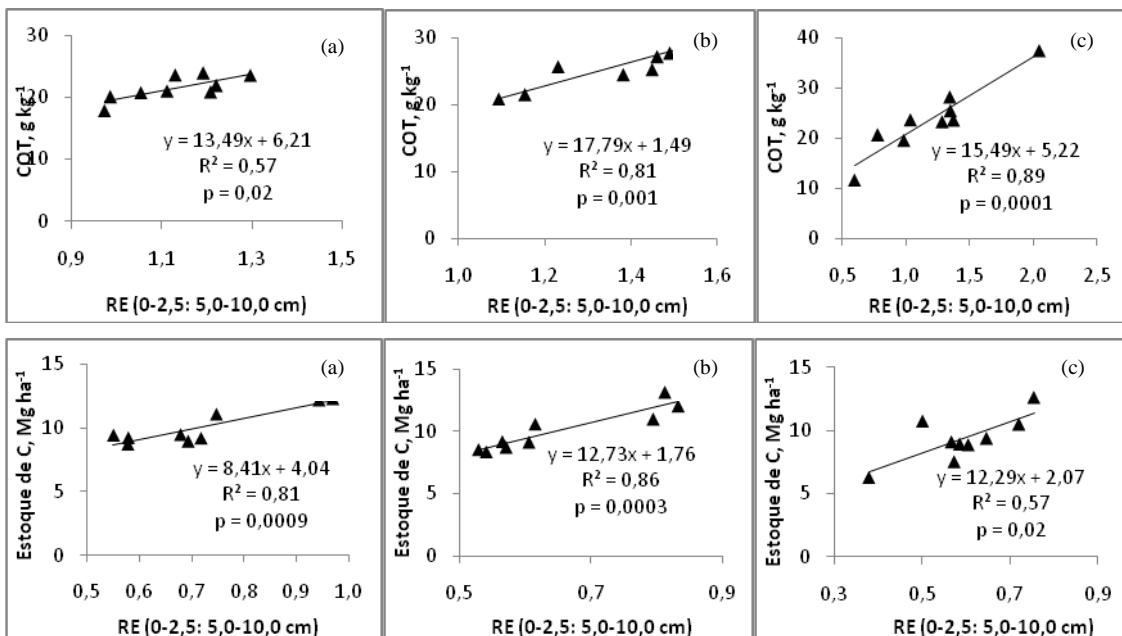 (a)
COT, g kg⁻¹
30
20
10
0
y = 13,49x + 6,21
R² = 0,57
p = 0,02
0,9 1,1 1,3 1,5
RE (0-2,5: 5,0-10,0 cm)
(b)
COT, g kg⁻¹
30
20
10
0
y = 17,79x + 1,49
R² = 0,81
p = 0,001
1,0 1,2 1,4 1,6
RE (0-2,5: 5,0-10,0 cm)
(c)
COT, g kg⁻¹
40
30
20
10
0
y = 15,49x + 5,22
R² = 0,89
p = 0,0001
0,5 1,0 1,5 2,0 2,5
RE (0-2,5: 5,0-10,0 cm)
(a)
Estoque de C, Mg ha⁻¹
15
10
5
0
y = 8,41x + 4,04
R² = 0,81
p = 0,0009
0,5 0,6 0,7 0,8 0,9 1,0
RE (0-2,5: 5,0-10,0 cm)
(b)
Estoque de C, Mg ha⁻¹
15
10
5
0
y = 12,73x + 1,76
R² = 0,86
p = 0,0003
0,5 0,7 0,9
RE (0-2,5: 5,0-10,0 cm)
(c)
Estoque de C, Mg ha⁻¹
15
10
5
0
y = 12,29x + 2,07
R² = 0,57
p = 0,02
0,3 0,5 0,7 0,9
RE (0-2,5: 5,0-10,0 cm)